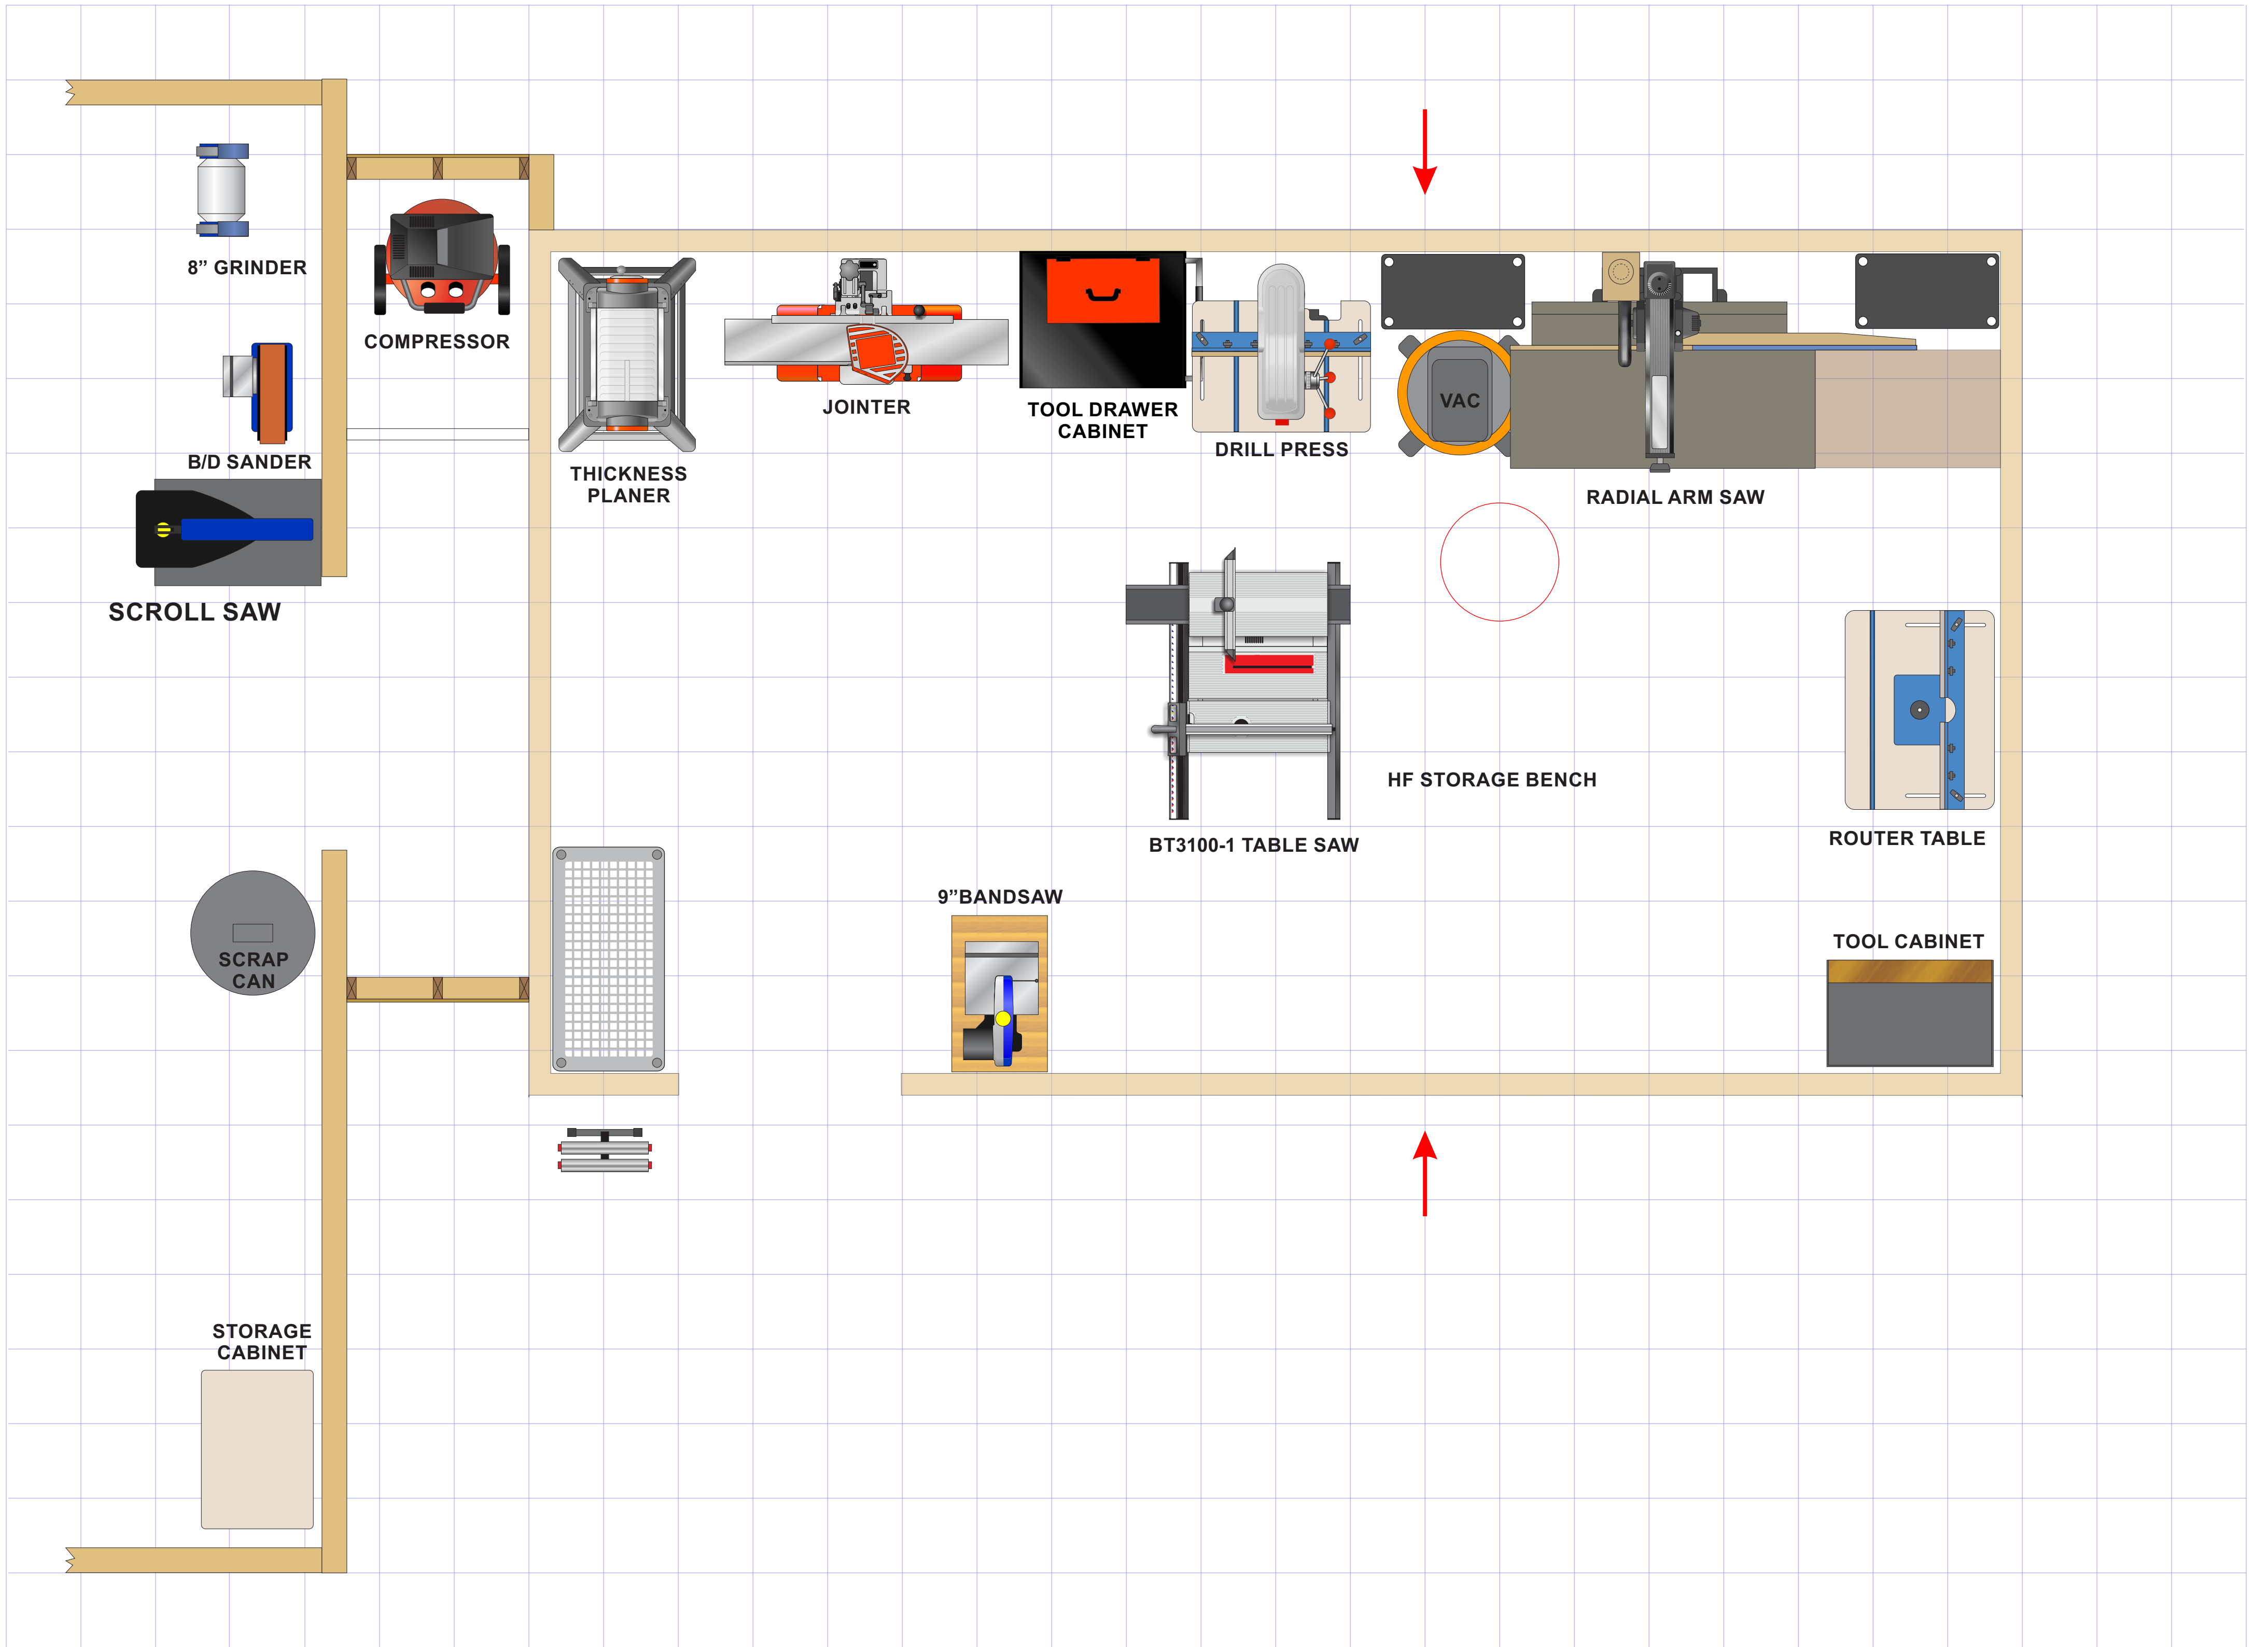 8” GRINDER
COMPRESSOR
B/D SANDER
SCROLL SAW
THICKNESS
PLANER
JOINTER
TOOL DRAWER
CABINET
DRILL PRESS
VAC
RADIAL ARM SAW
HF STORAGE BENCH
BT3100-1 TABLE SAW
ROUTER TABLE
9”BANDSAW
TOOL CABINET
SCRAP
CAN
STORAGE
CABINET